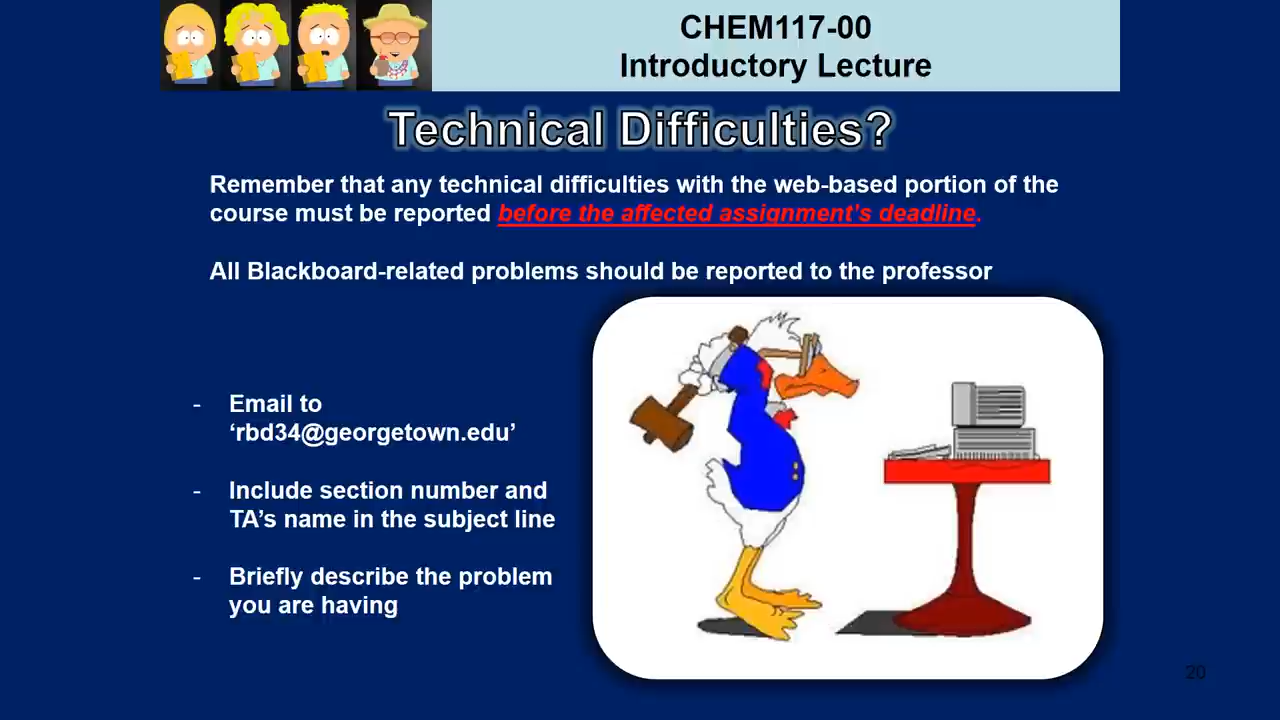 CHEM117-00
Introductory Lecture
Technical Difficulties?
Remember that any technical difficulties with the web-based portion of the
course must be reported before the affected assignment's deadline.
All Blackboard-related problems should be reported to the professor
- Email to
‘rbd34@georgetown.edu’
- Include section number and
TA’s name in the subject line
- Briefly describe the problem
you are having
20